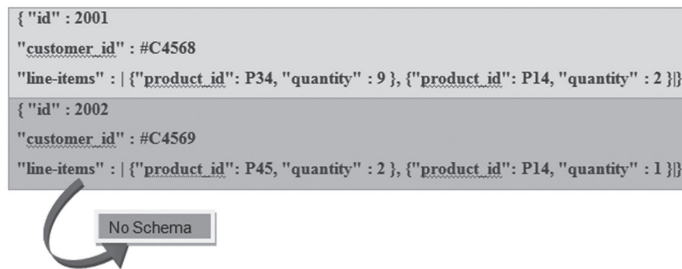 { "id" : 2001
"customer_id" : #C4568
"line-items" : | {"product_id": P34, "quantity" : 9 }, {"product_id": P14, "quantity" : 2 }|}
{ "id" : 2002
"customer_id" : #C4569
"line-items" : | {"product_id": P45, "quantity" : 2 }, {"product_id": P14, "quantity" : 1 }|}
No Schema